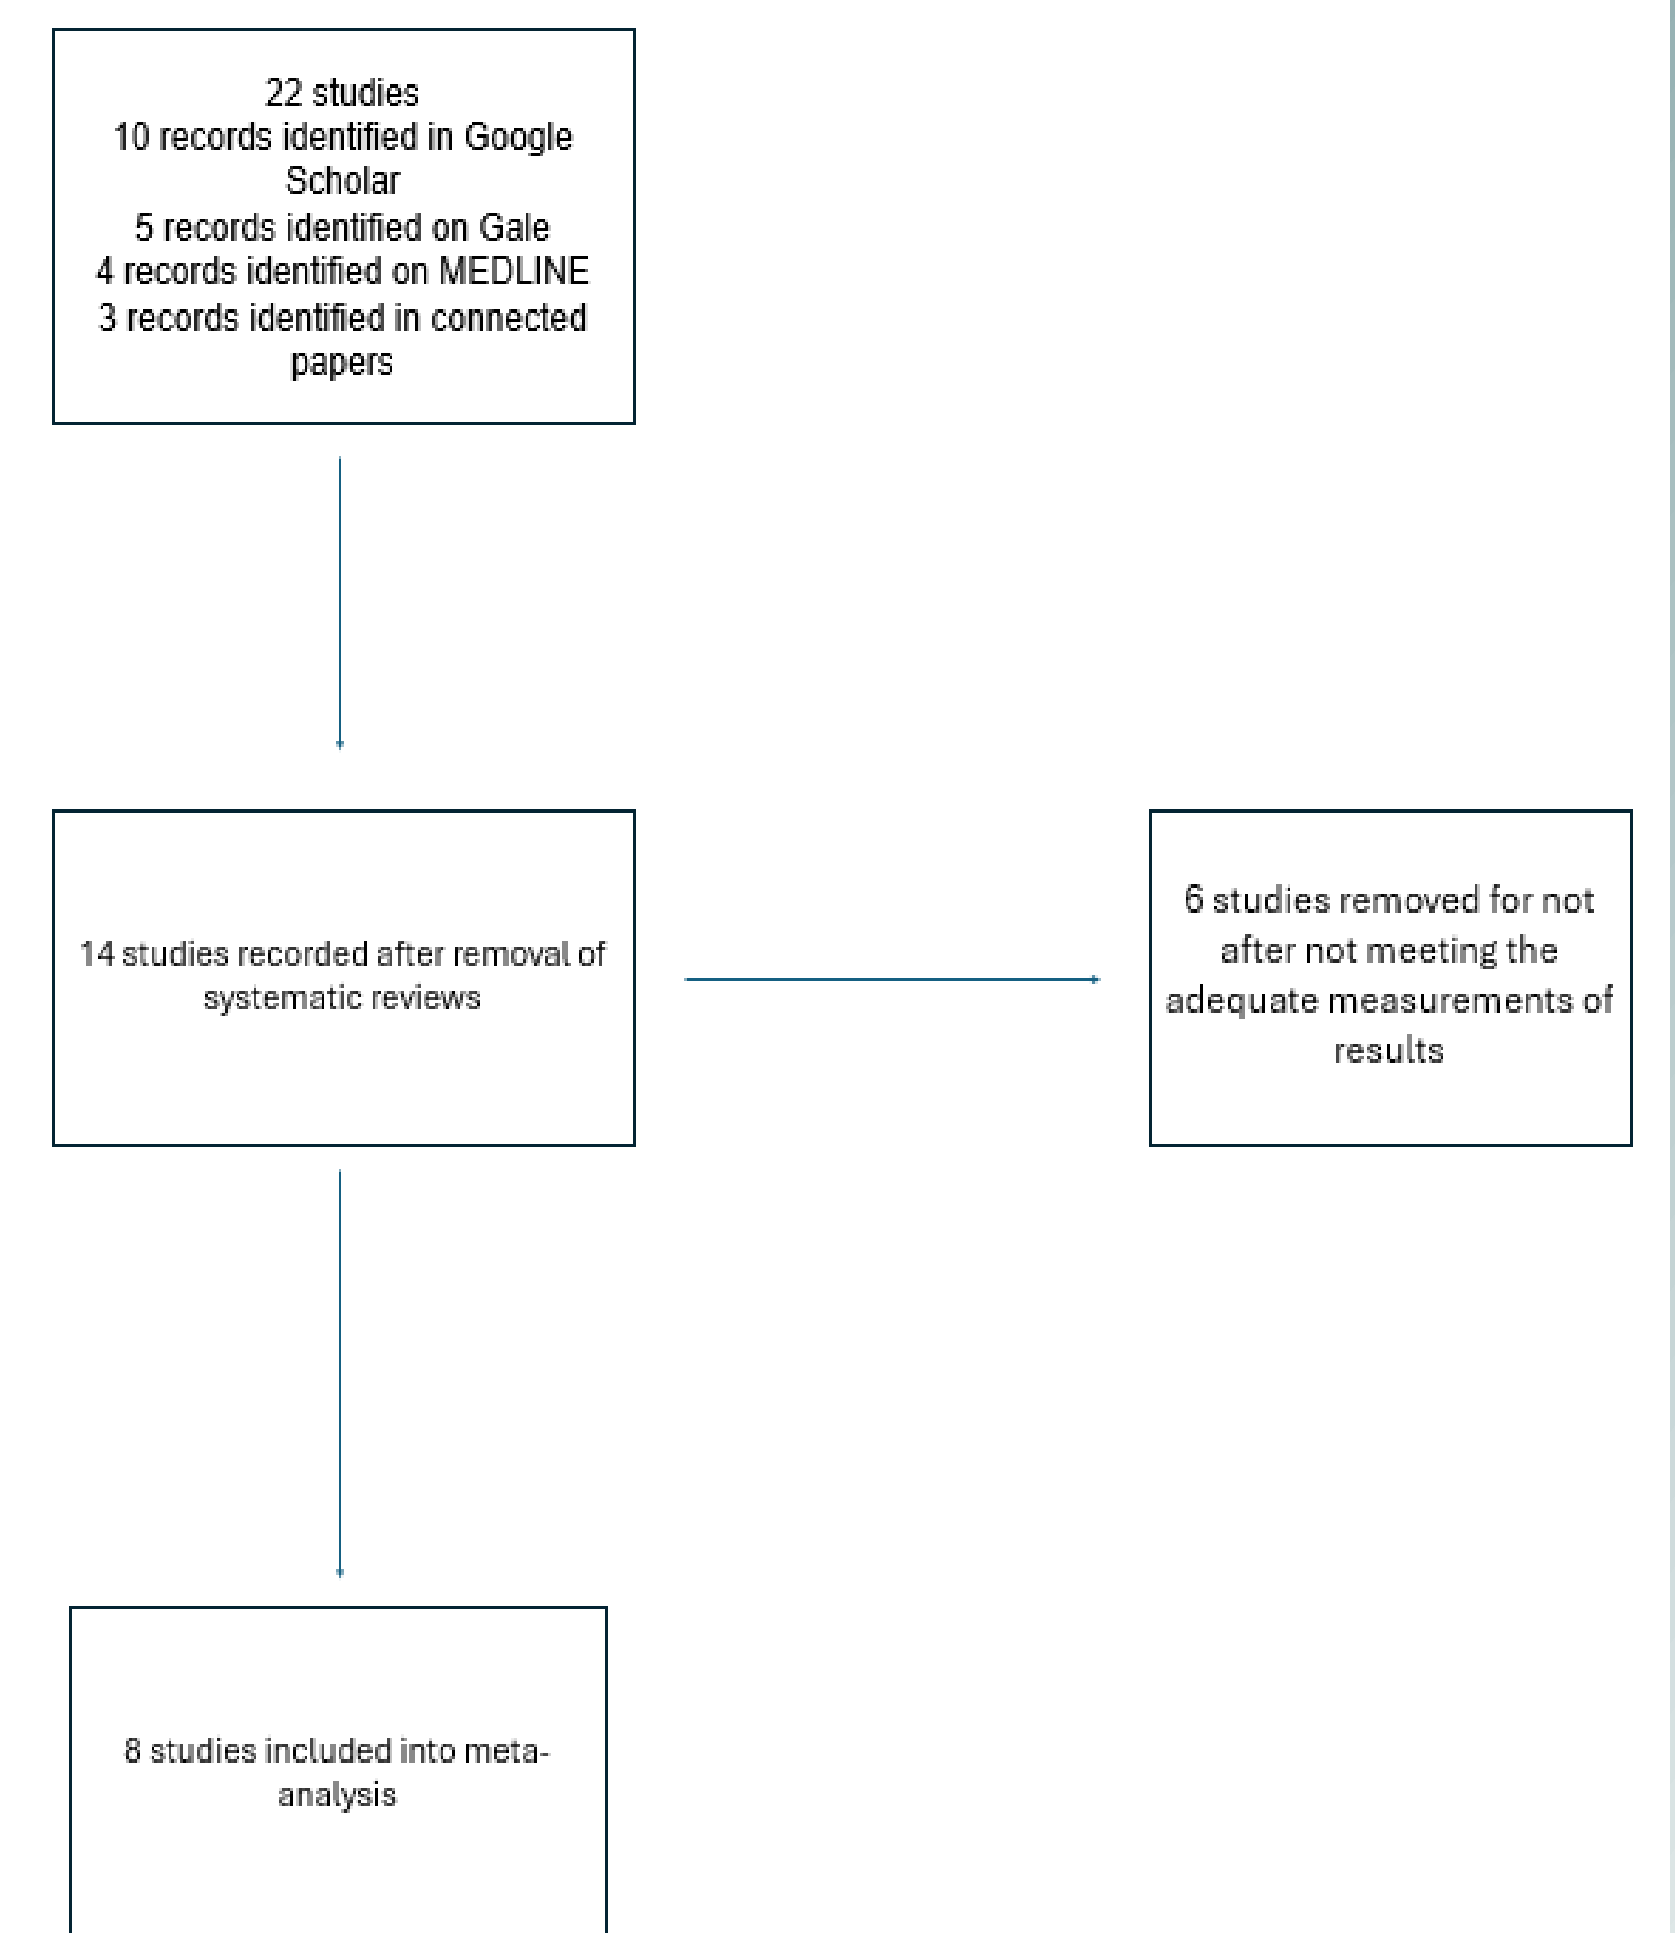 22 studies
10 records identified in Google
Scholar
5 records identified on Gale
4 records identified on MEDLINE
3 records identified in connected
papers
14 studies recorded after removal of
systematic reviews
6 studies removed for not
after not meeting the
adequate measurements of
results
8 studies included into meta-
analysis